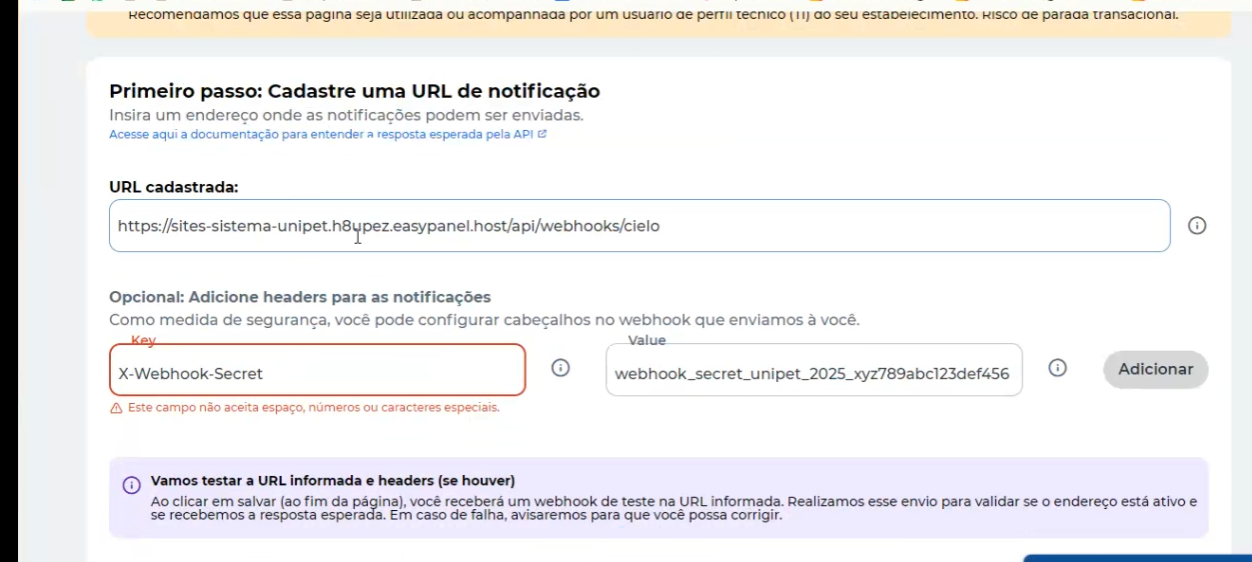 Recomendamos que essa página seja utilizada ou acompanhada por um usuário de perfil técnico (TI) do seu estabelecimento. Risco de parada transacional.
Primeiro passo: Cadastre uma URL de notificação
Insira um endereço onde as notificações podem ser enviadas.
Acesse aqui a documentação para entender a resposta esperada pela API
URL cadastrada:
https://sites-sistema-unipet.h8upez.easypanel.host/api/webhooks/cielo
Opcional: Adicione headers para as notificações
Como medida de segurança, você pode configurar cabeçalhos no webhook que enviamos à você.
Key Value
X-Webhook-Secret webhook_secret_unipet_2025_xyz789abc123def456 Adicionar
Este campo não aceita espaço, números ou caracteres especiais.
Vamos testar a URL informada e headers (se houver)
Ao clicar em salvar (ao fim da página), você receberá um webhook de teste na URL informada. Realizamos esse envio para validar se o endereço está ativo e
se recebemos a resposta esperada. Em caso de falha, avisaremos para que você possa corrigir.